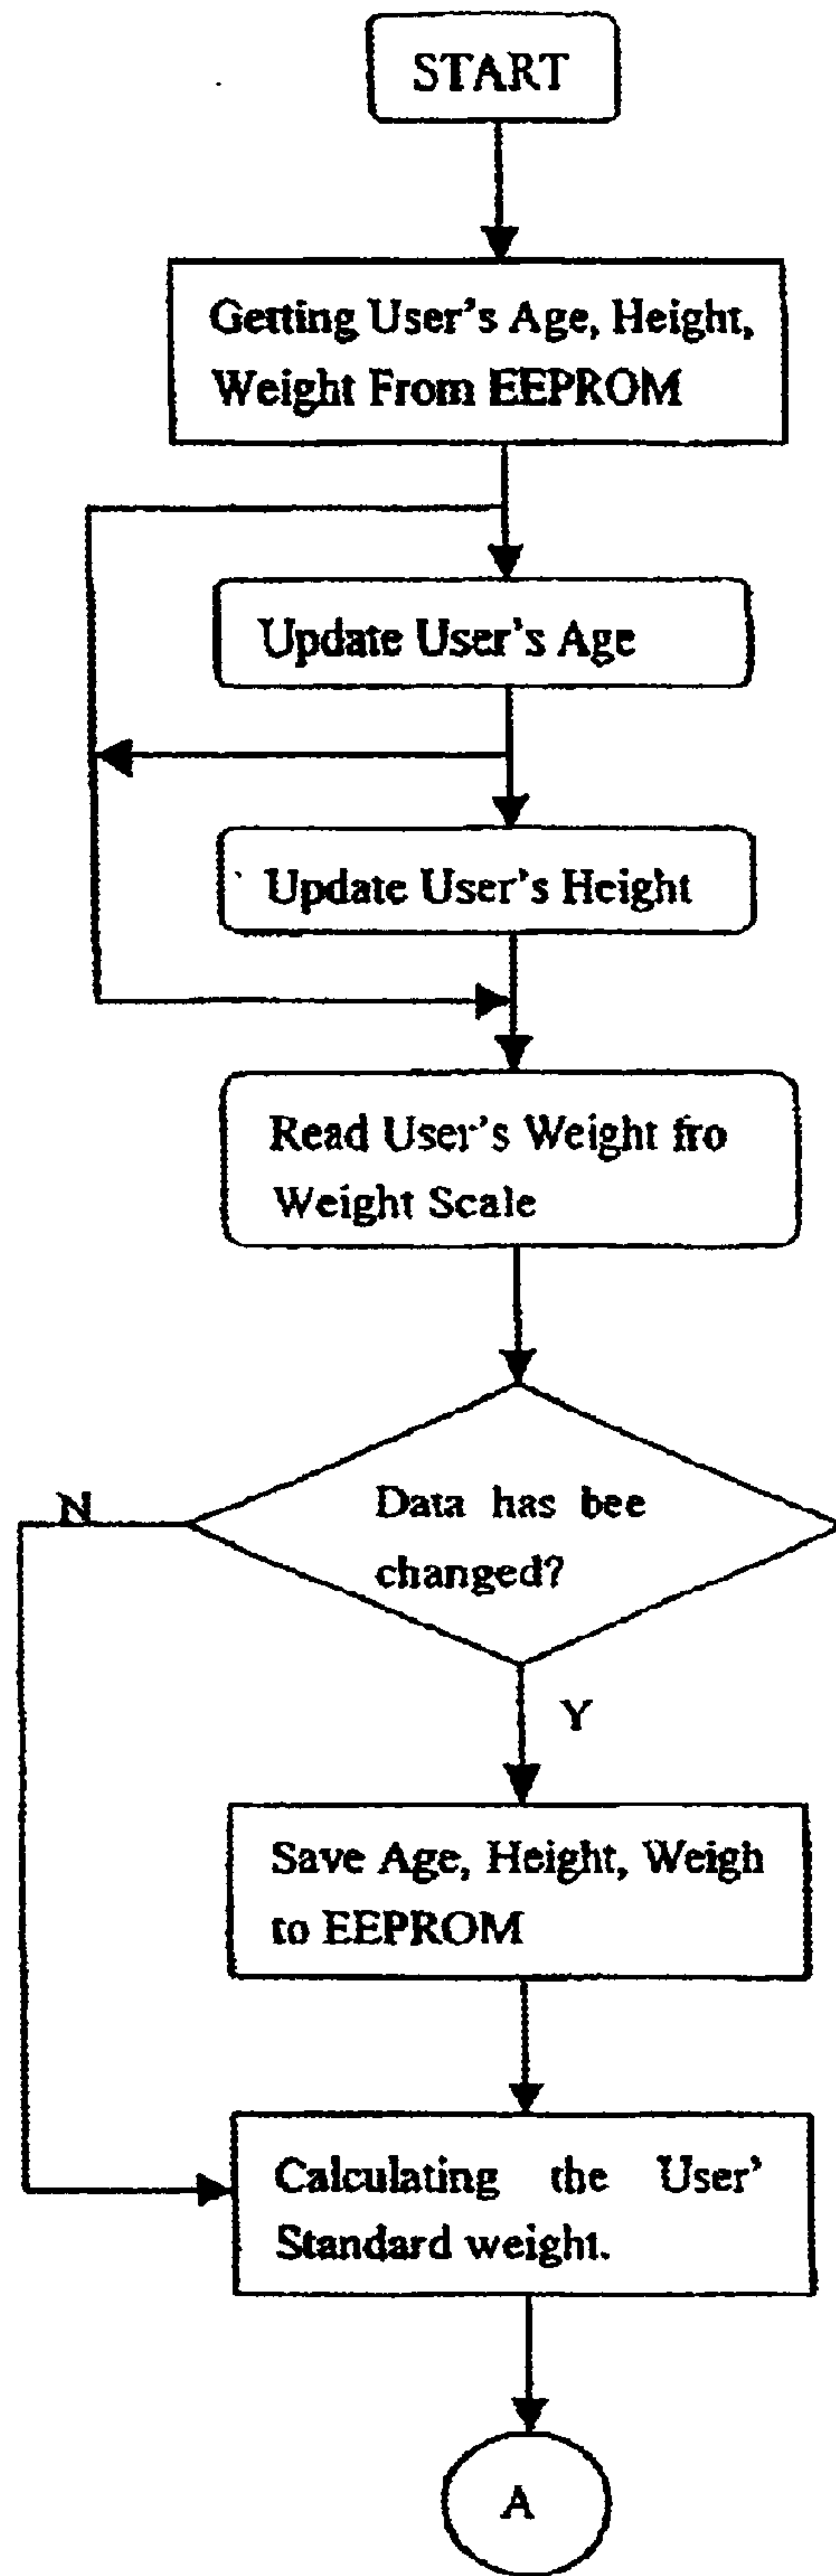 START
Getting User's Age, Height,
Weight From EEPROM
Update User's Age
Update User's Height
Read User's Weight fro
Weight Scale
N
Data has bee
changed?
Y
Save Age, Height, Weigh
to EEPROM
Calculating the User'
Standard weight.
A